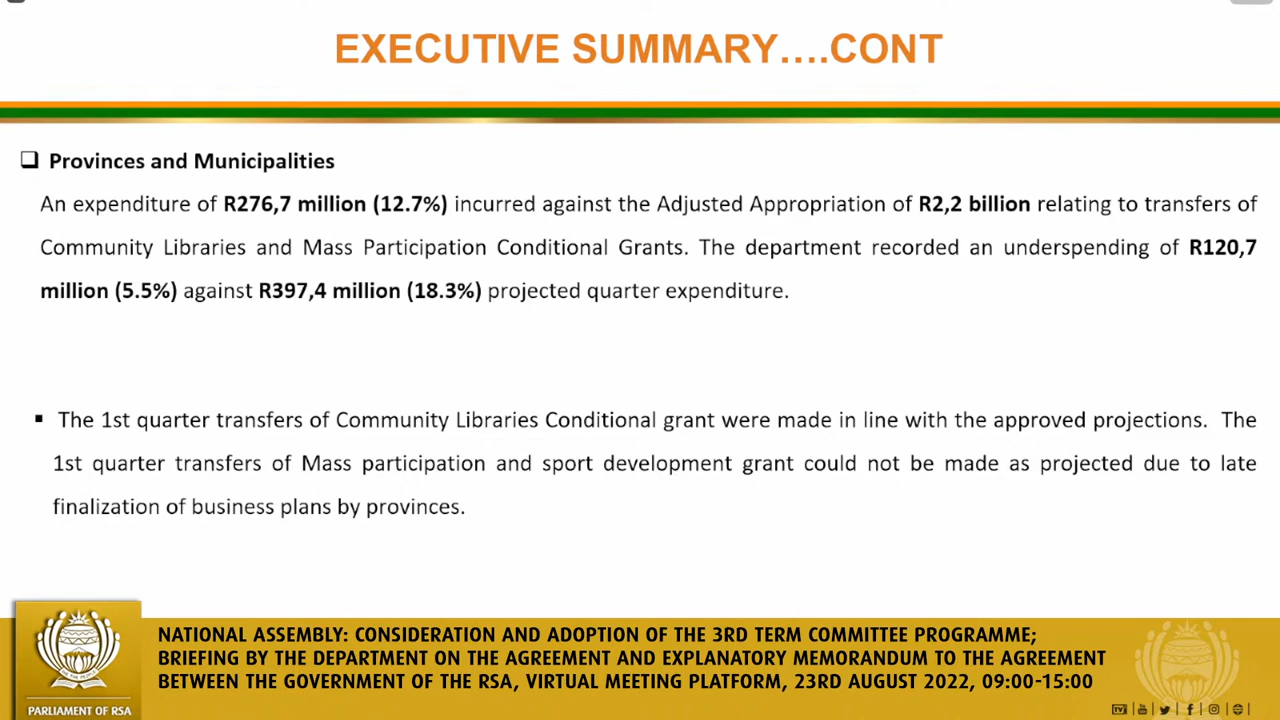 EXECUTIVE SUMMARY….CONT
Provinces and Municipalities
An expenditure of R276,7 million (12.7%) incurred against the Adjusted Appropriation of R2,2 billion relating to transfers of
Community Libraries and Mass Participation Conditional Grants. The department recorded an underspending of R120,7
million (5.5%) against R397,4 million (18.3%) projected quarter expenditure.
The 1st quarter transfers of Community Libraries Conditional grant were made in line with the approved projections. The
1st quarter transfers of Mass participation and sport development grant could not be made as projected due to late
finalization of business plans by provinces.
NATIONAL ASSEMBLY: CONSIDERATION AND ADOPTION OF THE 3RD TERM COMMITTEE PROGRAMME;
BRIEFING BY THE DEPARTMENT ON THE AGREEMENT AND EXPLANATORY MEMORANDUM TO THE AGREEMENT
BETWEEN THE GOVERNMENT OF THE RSA, VIRTUAL MEETING PLATFORM, 23RD AUGUST 2022, 09:00-15:00
PARLIAMENT OF RSA